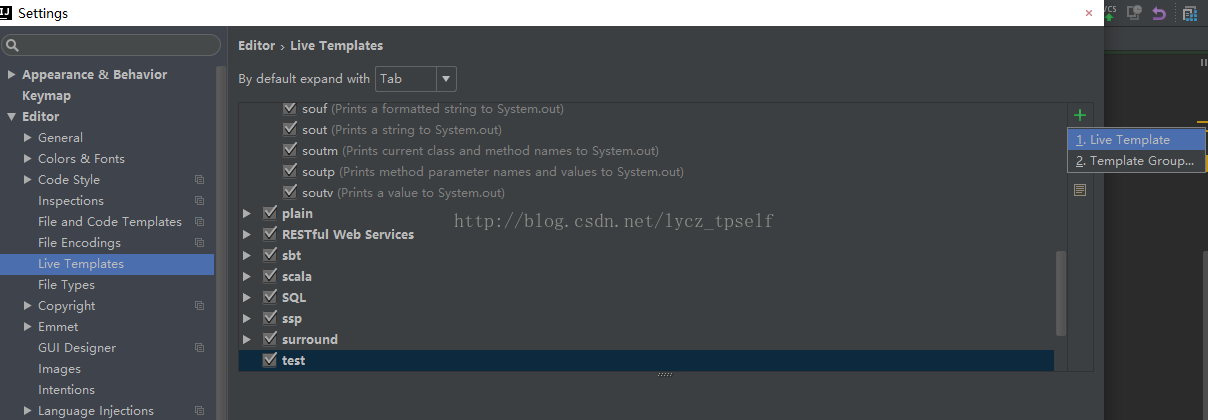 IJ Settings
Editor › Live Templates
By default expand with Tab
Appearance & Behavior
Keymap
Editor
General
Colors & Fonts
Code Style
Inspections
File and Code Templates
File Encodings
Live Templates
File Types
Copyright
Emmet
GUI Designer
Images
Intentions
Language Injections
souf (Prints a formatted string to System.out)
sout (Prints a string to System.out)
soutm (Prints current class and method names to System.out)
soutp (Prints method parameter names and values to System.out)
soutv (Prints a value to System.out)
plain
RESTful Web Services
sbt
scala
SQL
ssp
surround
test
http://blog.csdn.net/lycz_tpself
1. Live Template
2. Template Group...
VCS